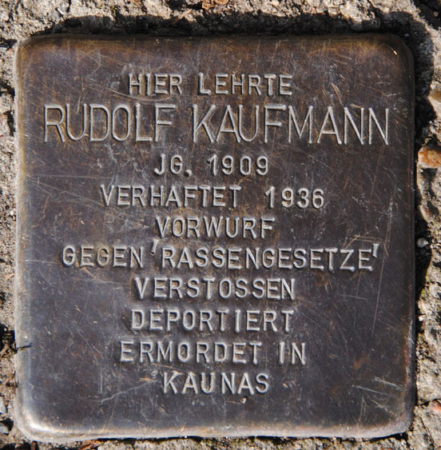 HIER LEHRTE
RUDOLF KAUFMANN
JG. 1909
VERHAFTET 1936
VORWURF
GEGEN 'RASSENGESETZE'
VERSTOSSEN
DEPORTIERT
ERMORDET IN
KAUNAS